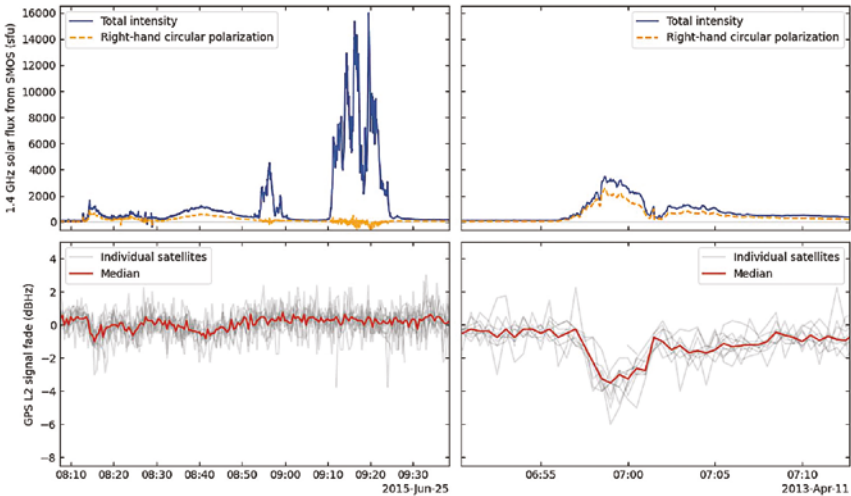 Total intensity
Right-hand circular polarization
Total intensity
Right-hand circular polarization
1.4 GHz solar flux from SMOS (sfu)
16000
14000
12000
10000
8000
6000
4000
2000
0
Individual satellites
Median
Individual satellites
Median
GPS L2 signal fade (dBHz)
4
2
0
−2
−4
−6
−8
08:10 08:20 08:30 08:40 08:50 09:00 09:10 09:20 09:30
2015-Jun-25
06:55 07:00 07:05 07:10
2013-Apr-11